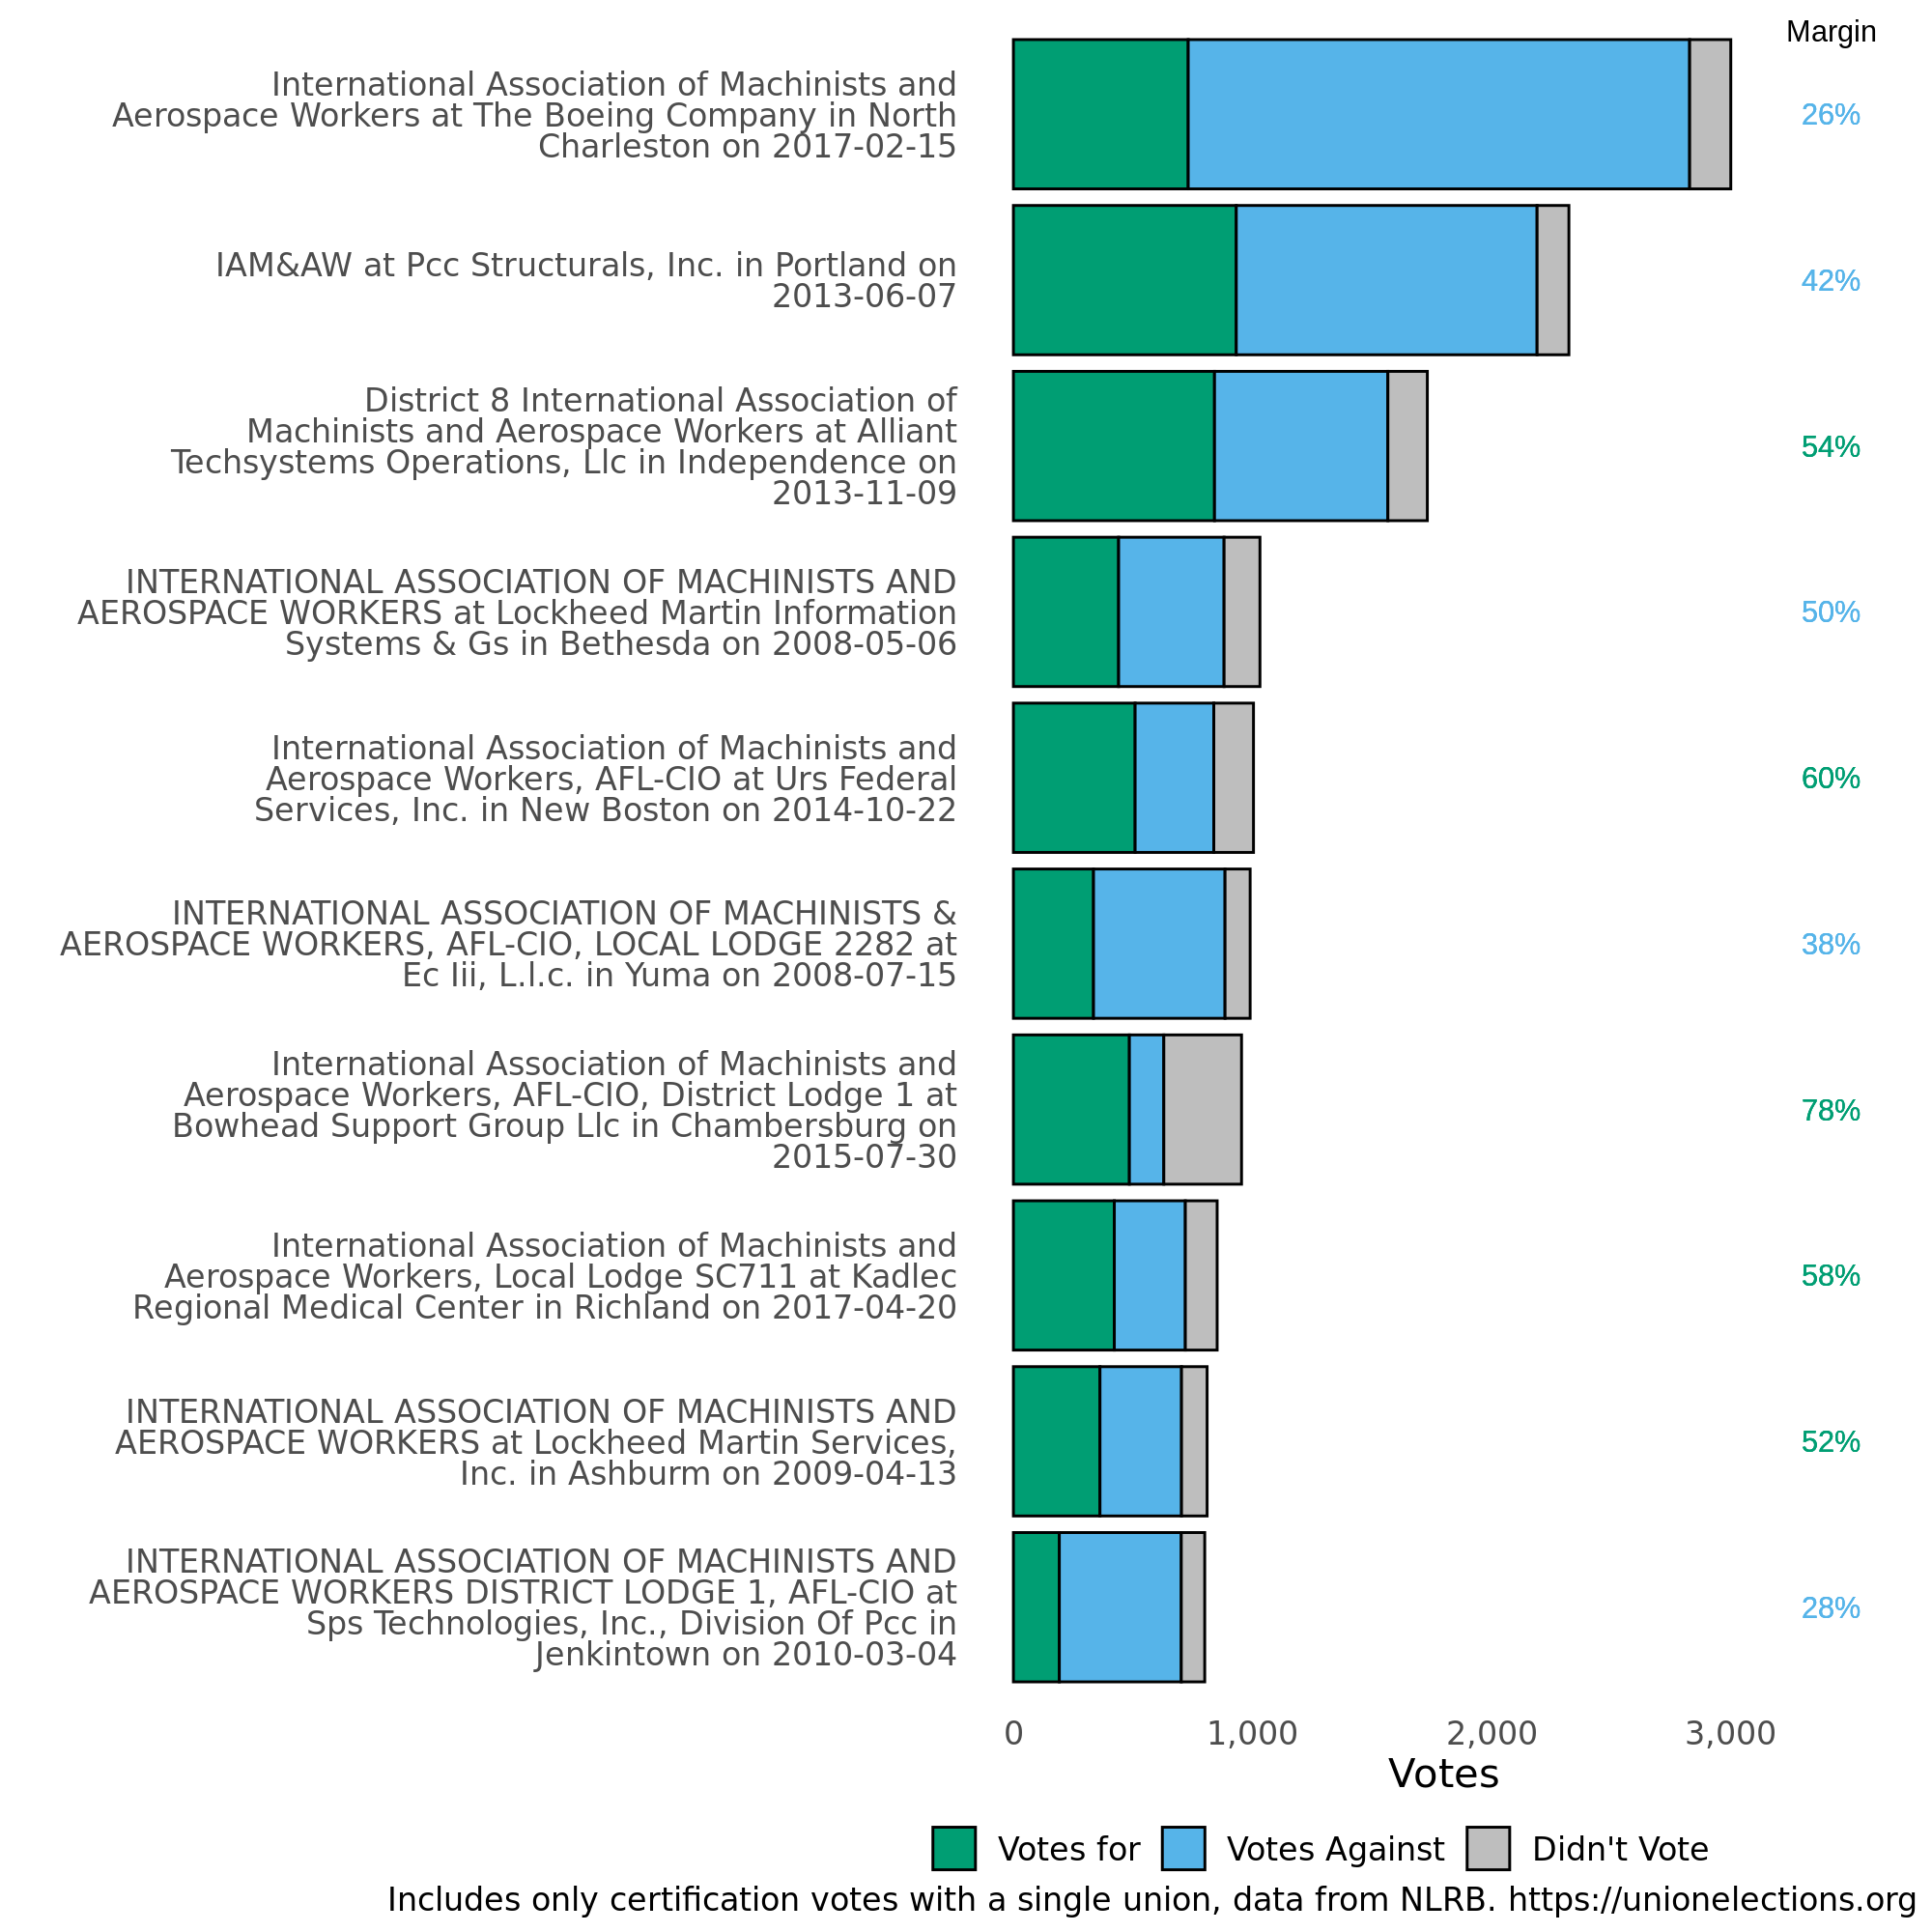 Margin
International Association of Machinists and
Aerospace Workers at The Boeing Company in North
Charleston on 2017-02-15
26%
IAM&AW at Pcc Structurals, Inc. in Portland on
2013-06-07
42%
District 8 International Association of
Machinists and Aerospace Workers at Alliant
Techsystems Operations, Llc in Independence on
2013-11-09
54%
INTERNATIONAL ASSOCIATION OF MACHINISTS AND
AEROSPACE WORKERS at Lockheed Martin Information
Systems & Gs in Bethesda on 2008-05-06
50%
International Association of Machinists and
Aerospace Workers, AFL-CIO at Urs Federal
Services, Inc. in New Boston on 2014-10-22
60%
INTERNATIONAL ASSOCIATION OF MACHINISTS &
AEROSPACE WORKERS, AFL-CIO, LOCAL LODGE 2282 at
Ec Iii, L.l.c. in Yuma on 2008-07-15
38%
International Association of Machinists and
Aerospace Workers, AFL-CIO, District Lodge 1 at
Bowhead Support Group Llc in Chambersburg on
2015-07-30
78%
International Association of Machinists and
Aerospace Workers, Local Lodge SC711 at Kadlec
Regional Medical Center in Richland on 2017-04-20
58%
INTERNATIONAL ASSOCIATION OF MACHINISTS AND
AEROSPACE WORKERS at Lockheed Martin Services,
Inc. in Ashburm on 2009-04-13
52%
INTERNATIONAL ASSOCIATION OF MACHINISTS AND
AEROSPACE WORKERS DISTRICT LODGE 1, AFL-CIO at
Sps Technologies, Inc., Division Of Pcc in
Jenkintown on 2010-03-04
28%
0 1,000 2,000 3,000
Votes
Votes for Votes Against Didn't Vote
Includes only certification votes with a single union, data from NLRB. https://unionelections.org